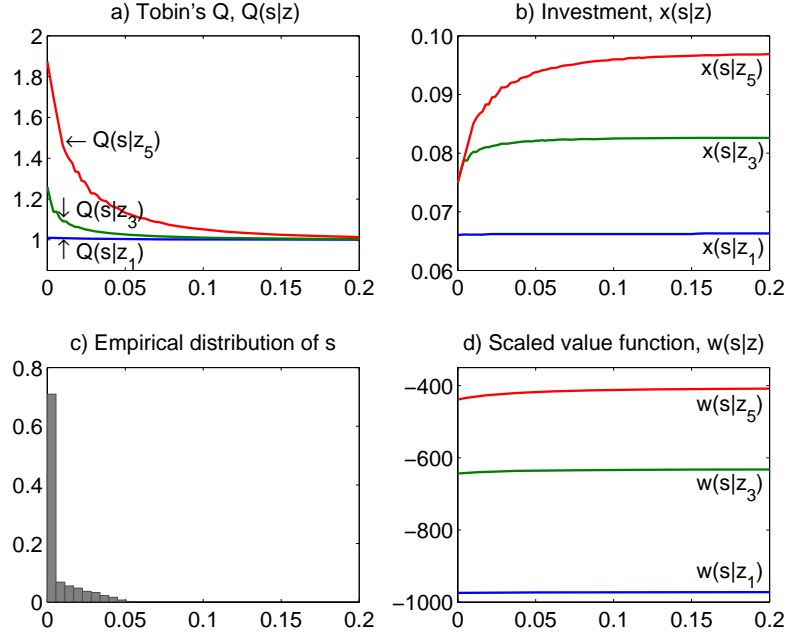 a) Tobin's Q, Q(s|z)
2
1.8
1.6
1.4
1.2
1
← Q(s|z₅)
↓ Q(s|z₃)
↑ Q(s|z₁)
0 0.05 0.1 0.15 0.2
b) Investment, x(s|z)
0.10
0.09
0.08
0.07
0.06
x(s|z₅)
x(s|z₃)
x(s|z₁)
0 0.05 0.1 0.15 0.2
c) Empirical distribution of s
0.8
0.6
0.4
0.2
0
0 0.05 0.1 0.15 0.2
d) Scaled value function, w(s|z)
−400
−600
−800
−1000
w(s|z₅)
w(s|z₃)
w(s|z₁)
0 0.05 0.1 0.15 0.2